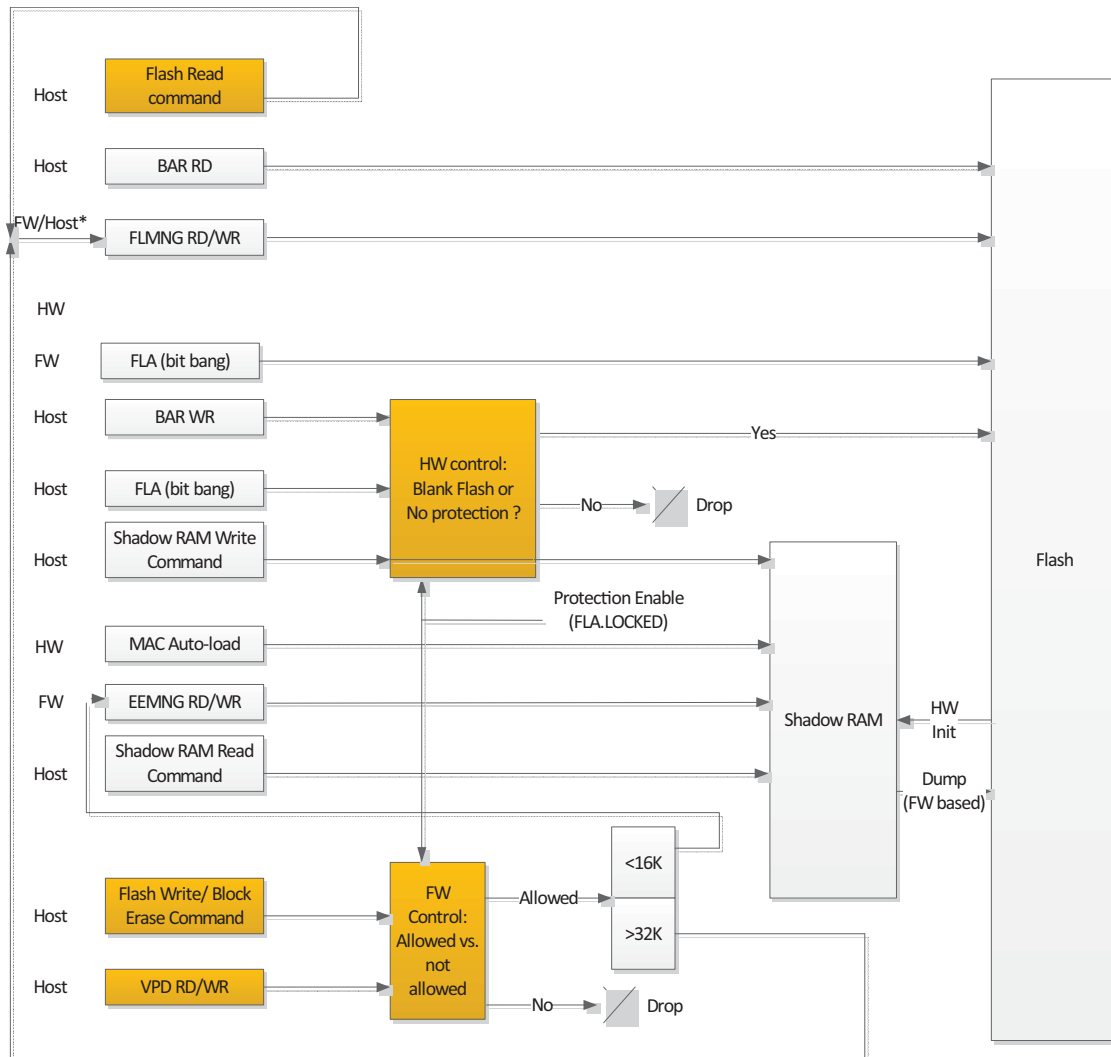 Flash Read
command
Host
Host
BAR RD
FW/Host*
FLMNG RD/WR
HW
FW
FLA (bit bang)
Host
BAR WR
Yes
HW control:
Blank Flash or
No protection ?
Host
FLA (bit bang)
No
Drop
Shadow RAM Write
Command
Host
Flash
Protection Enable
(FLA.LOCKED)
HW
MAC Auto-load
FW
EEMNG RD/WR
Shadow RAM
HW
Init
Shadow RAM Read
Command
Host
Dump
(FW based)
<16K
Flash Write/ Block
Erase Command
Host
FW
Control:
Allowed vs.
not
allowed
Allowed
>32K
Host
VPD RD/WR
No
Drop